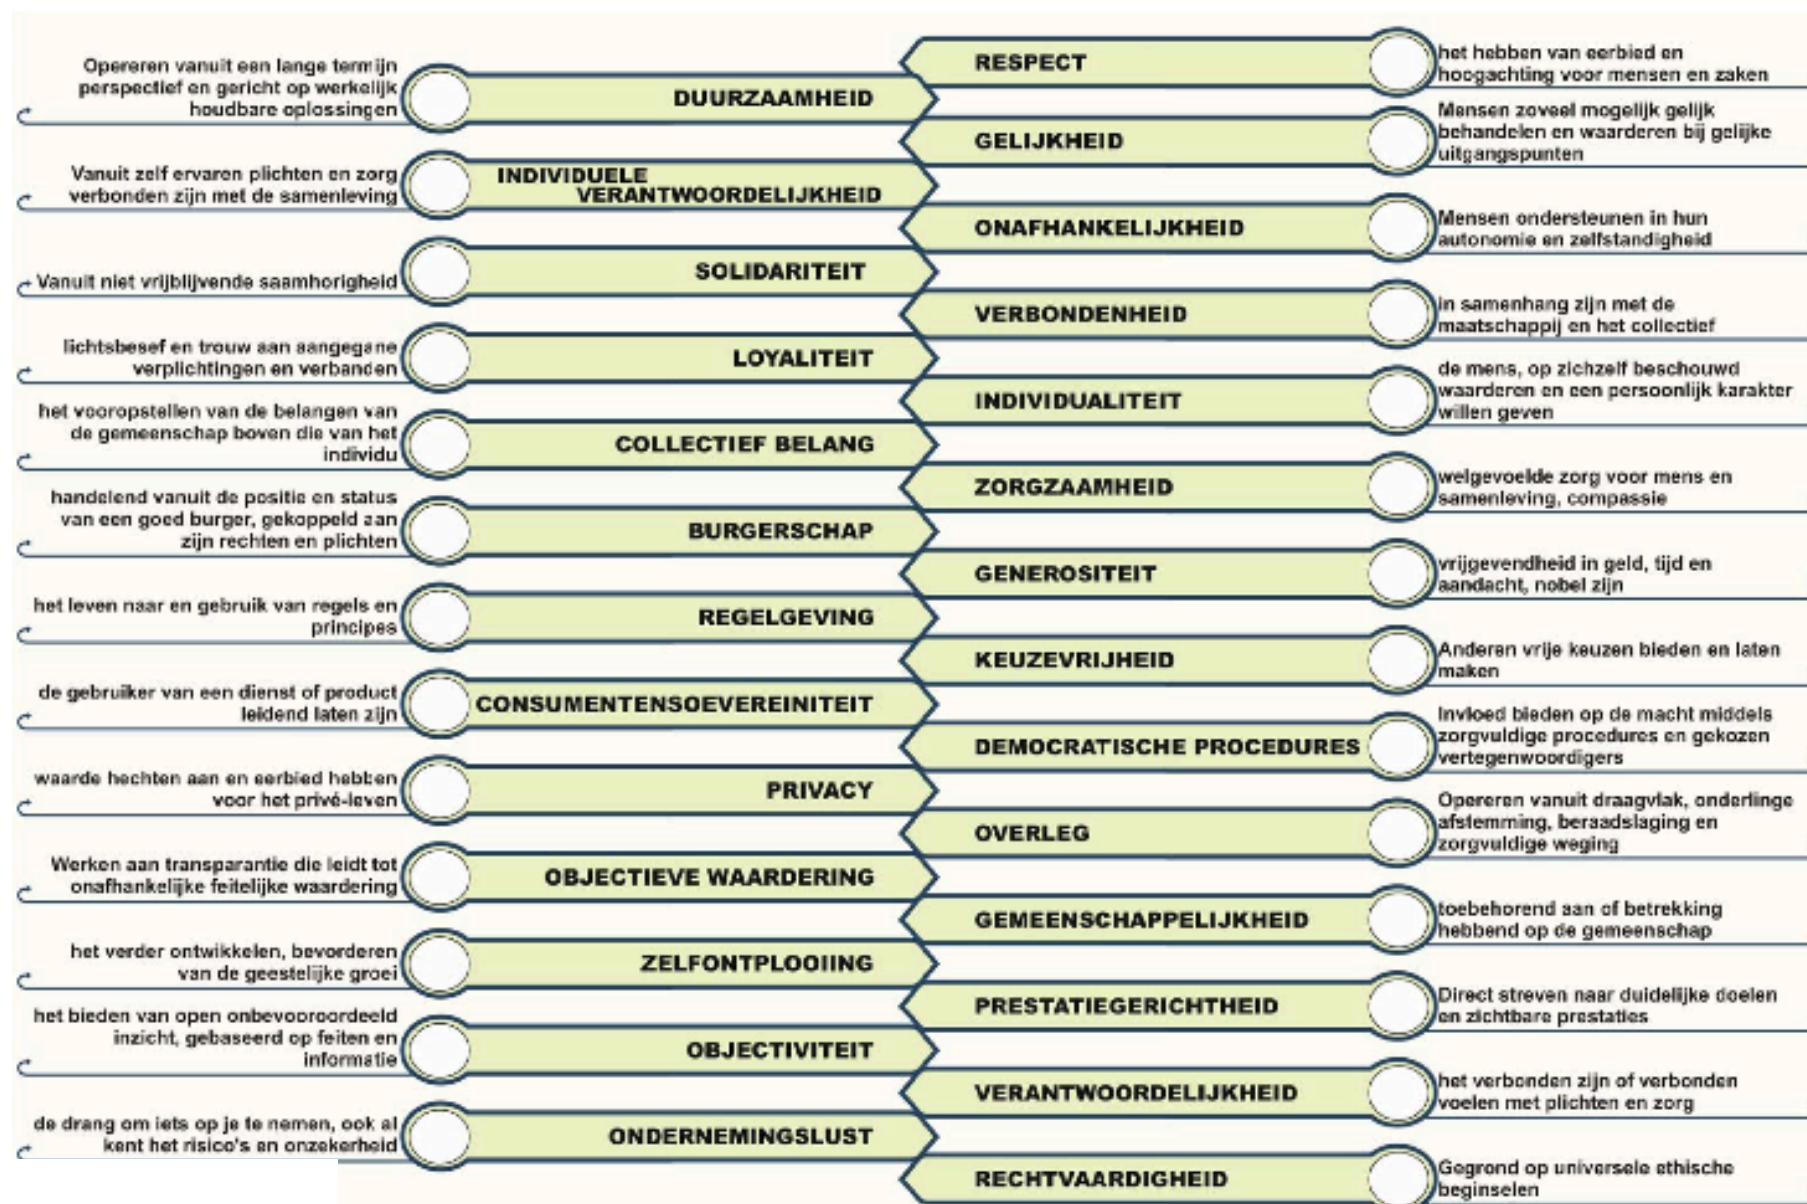 Opereren vanuit een lange termijn
perspectief en gericht op werkelijk
houdbare oplossingen
DUURZAAMHEID
Vanuit zelf ervaren plichten en zorg
verbonden zijn met de samenleving
INDIVIDUELE
VERANTWOORDELIJKHEID
Vanuit niet vrijblijvende saamhorigheid
SOLIDARITEIT
lichtsbesef en trouw aan aangegane
verplichtingen en verbanden
LOYALITEIT
het vooropstellen van de belangen van
de gemeenschap boven die van het
individu
COLLECTIEF BELANG
handelend vanuit de positie en status
van een goed burger, gekoppeld aan
zijn rechten en plichten
BURGERSCHAP
het leven naar en gebruik van regels en
principes
REGELGEVING
de gebruiker van een dienst of product
leidend laten zijn
CONSUMENTENSOEVEREINITEIT
waarde hechten aan en eerbied hebben
voor het privé-leven
PRIVACY
Werken aan transparantie die leidt tot
onafhankelijke feitelijke waardering
OBJECTIEVE WAARDERING
het verder ontwikkelen, bevorderen
van de geestelijke groei
ZELFONTPLOOIING
het bieden van open onbevooroordeeld
inzicht, gebaseerd op feiten en
informatie
OBJECTIVITEIT
de drang om iets op je te nemen, ook al
kent het risico's en onzekerheid
ONDERNEMINGSLUST
RESPECT
het hebben van eerbied en
hoogachting voor mensen en zaken
GELIJKHEID
Mensen zoveel mogelijk gelijk
behandelen en waarderen bij gelijke
uitgangspunten
ONAFHANKELIJKHEID
Mensen ondersteunen in hun
autonomie en zelfstandigheid
VERBONDENHEID
in samenhang zijn met de
maatschappij en het collectief
INDIVIDUALITEIT
de mens, op zichzelf beschouwd
waarderen en een persoonlijk karakter
willen geven
ZORGZAAMHEID
welgevoelde zorg voor mens en
samenleving, compassie
GENEROSITEIT
vrijgevendheid in geld, tijd en
aandacht, nobel zijn
KEUZEVRIJHEID
Anderen vrije keuzen bieden en laten
maken
DEMOCRATISCHE PROCEDURES
Invloed bieden op de macht middels
zorgvuldige procedures en gekozen
vertegenwoordigers
OVERLEG
Opereren vanuit draagvlak, onderlinge
afstemming, beraadslaging en
zorgvuldige weging
GEMEENSCHAPPELIJKHEID
toebehorend aan of betrekking
hebbend op de gemeenschap
PRESTATIEGERICHTHEID
Direct streven naar duidelijke doelen
en zichtbare prestaties
VERANTWOORDELIJKHEID
het verbonden zijn of verbonden
voelen met plichten en zorg
RECHTVAARDIGHEID
Gegrond op universele ethische
beginselen